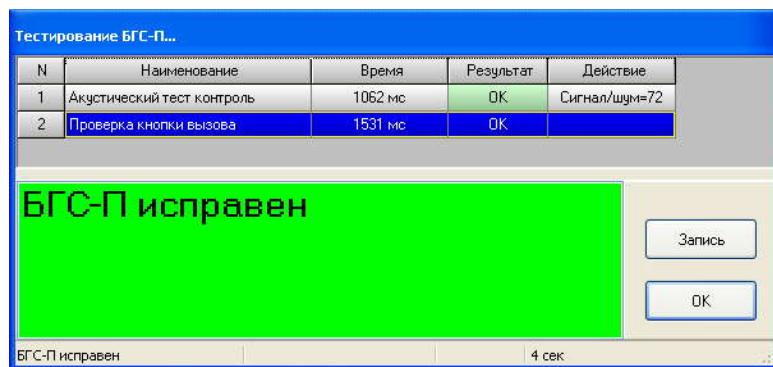 Тестирование БГС-П...
N Наименование Время Результат Действие
1 Акустический тест контроль 1062 мс OK Сигнал/шум=72
2 Проверка кнопки вызова 1531 мс OK
БГС-П исправен
Запись
OK
БГС-П исправен 4 сек